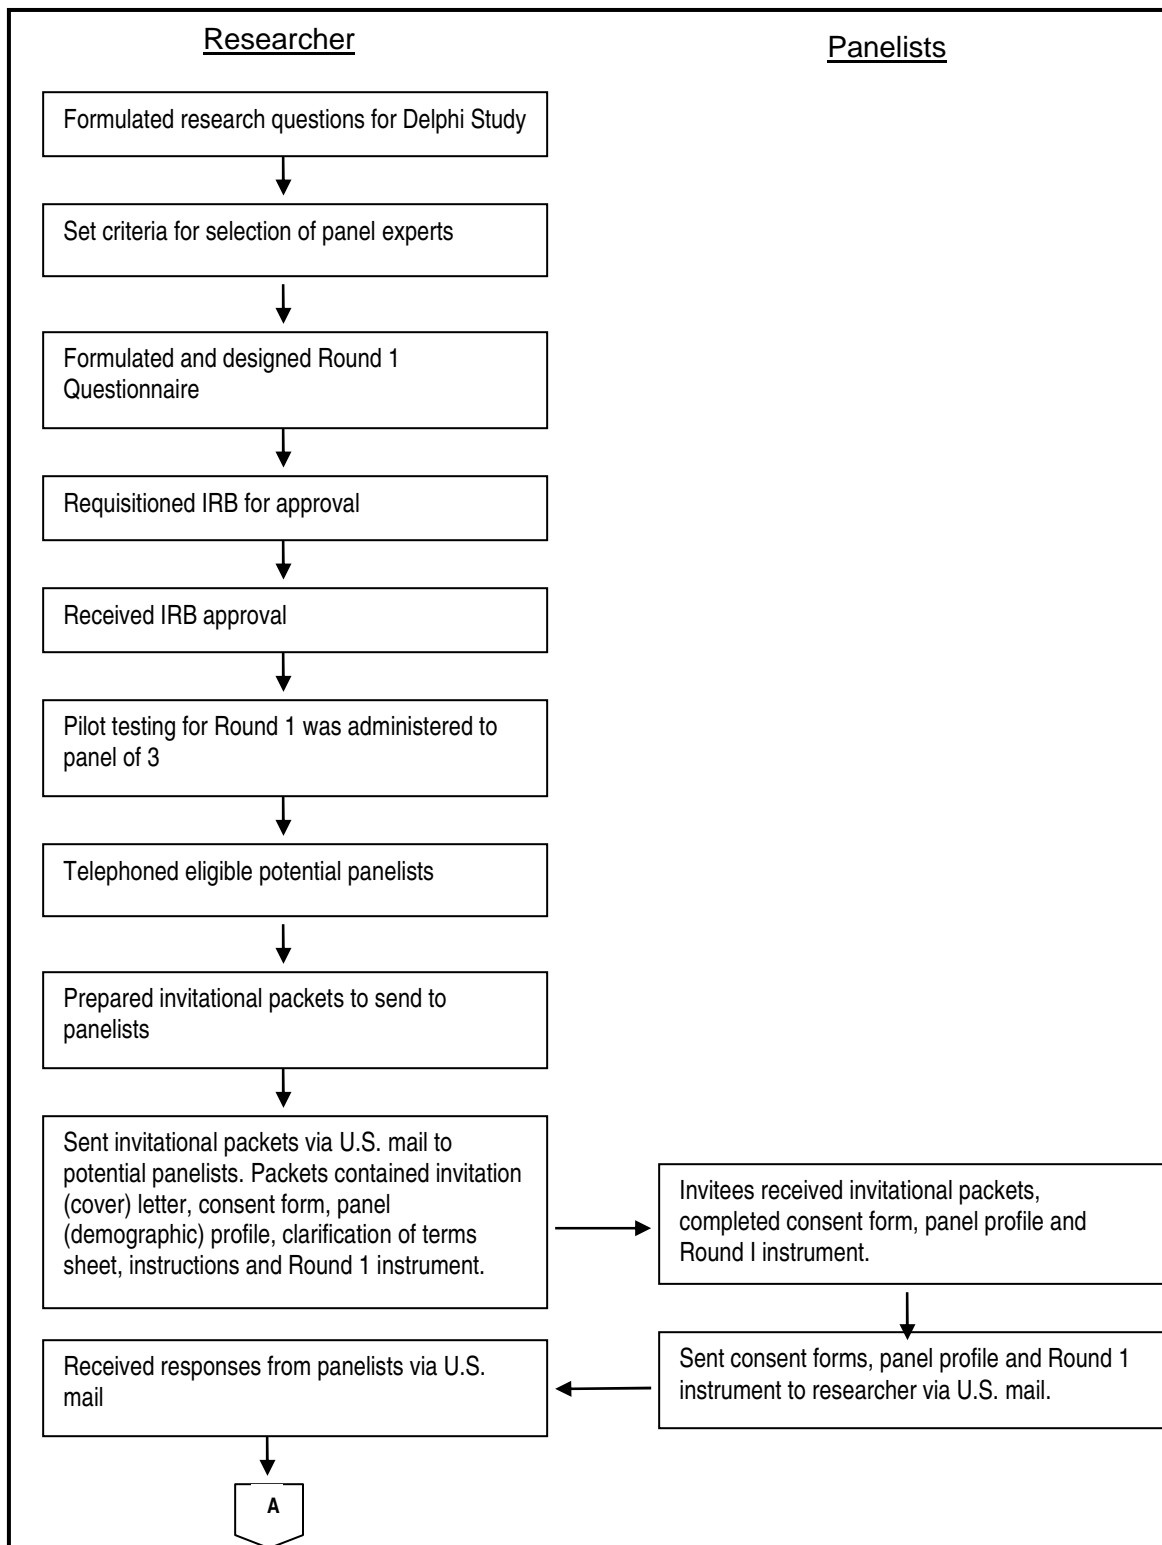 Researcher
Panelists
Formulated research questions for Delphi Study
Set criteria for selection of panel experts
Formulated and designed Round 1
Questionnaire
Requisitioned IRB for approval
Received IRB approval
Pilot testing for Round 1 was administered to
panel of 3
Telephoned eligible potential panelists
Prepared invitational packets to send to
panelists
Sent invitational packets via U.S. mail to
potential panelists. Packets contained invitation
(cover) letter, consent form, panel
(demographic) profile, clarification of terms
sheet, instructions and Round 1 instrument.
Invitees received invitational packets,
completed consent form, panel profile and
Round I instrument.
Sent consent forms, panel profile and Round 1
instrument to researcher via U.S. mail.
Received responses from panelists via U.S.
mail
A